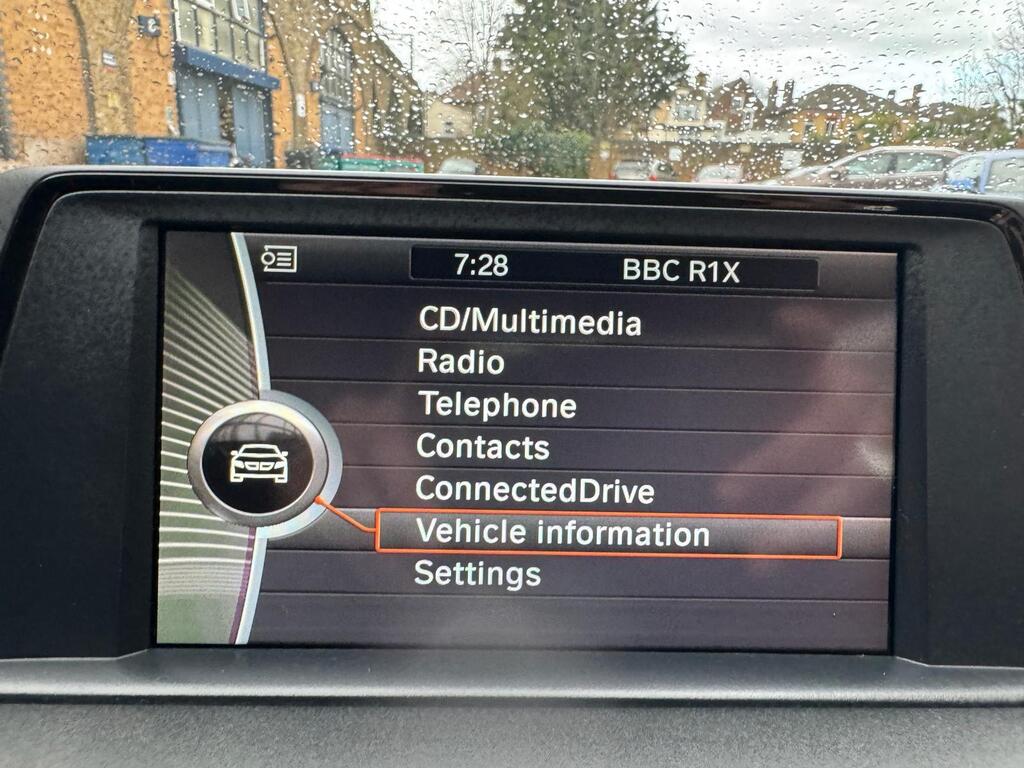 7:28 BBC R1X
CD/Multimedia
Radio
Telephone
Contacts
ConnectedDrive
Vehicle information
Settings